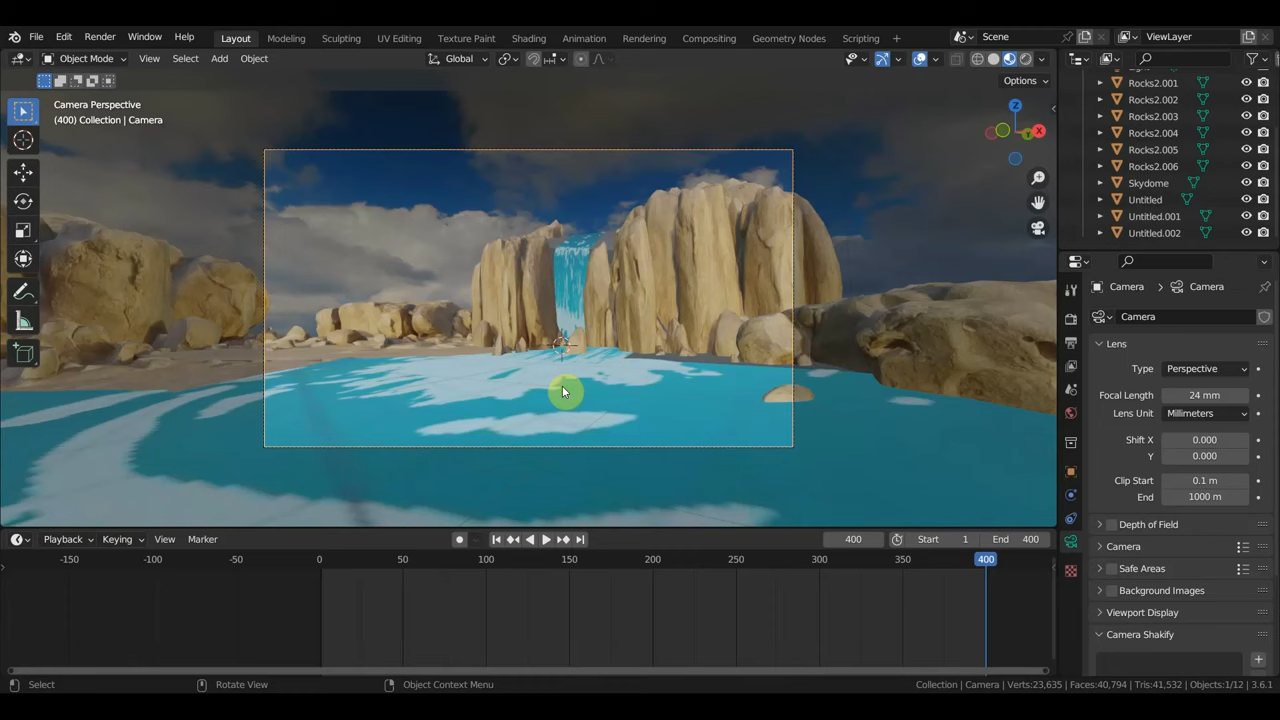 File Edit Render Window Help Layout Modeling Sculpting UV Editing Texture Paint Shading Animation Rendering Compositing Geometry Nodes Scripting Scene ViewLayer
Object Mode View Select Add Object Global
Options
Camera Perspective
(400) Collection | Camera
Z
X
Y
Rocks2.001
Rocks2.002
Rocks2.003
Rocks2.004
Rocks2.005
Rocks2.006
Skydome
Untitled
Untitled.001
Untitled.002
Camera Camera
Camera
Lens
Type Perspective
Focal Length 24 mm
Lens Unit Millimeters
Shift X 0.000
Y 0.000
Clip Start 0.1 m
End 1000 m
Depth of Field
Camera
Safe Areas
Background Images
Viewport Display
Camera Shakify
Playback Keying View Marker 400 Start 1 End 400
-150 -100 -50 0 50 100 150 200 250 300 350 400
Select Rotate View Object Context Menu Collection | Camera | Verts:23,635 | Faces:40,794 | Tris:41,532 | Objects:1/12 | 3.6.1